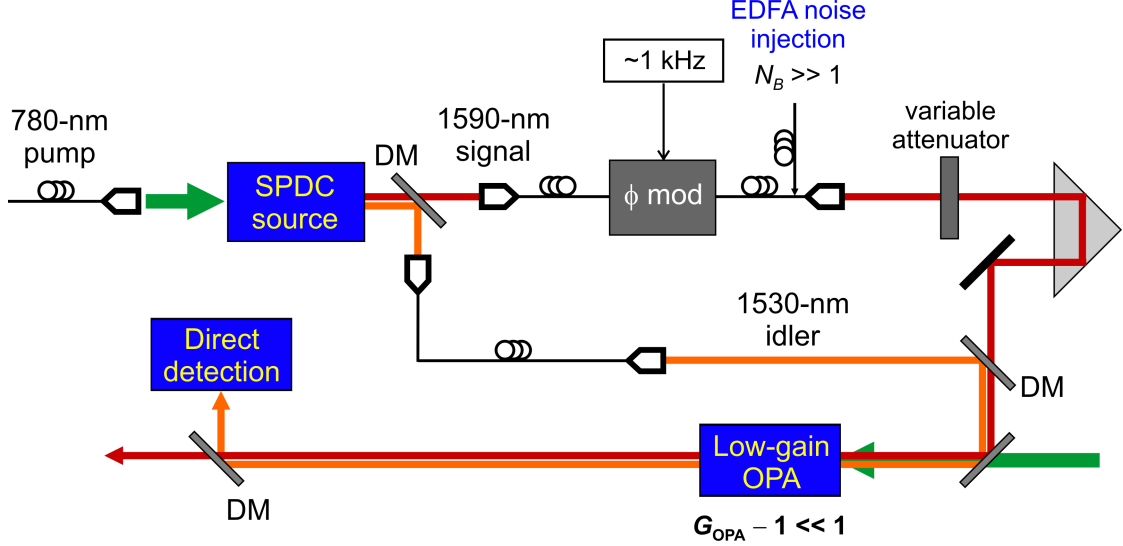 EDFA noise
injection
N_B >> 1
~1 kHz
780-nm
pump
1590-nm
signal
variable
attenuator
DM
SPDC
source
ϕ mod
1530-nm
idler
Direct
detection
DM
Low-gain
OPA
DM
G_OPA – 1 << 1